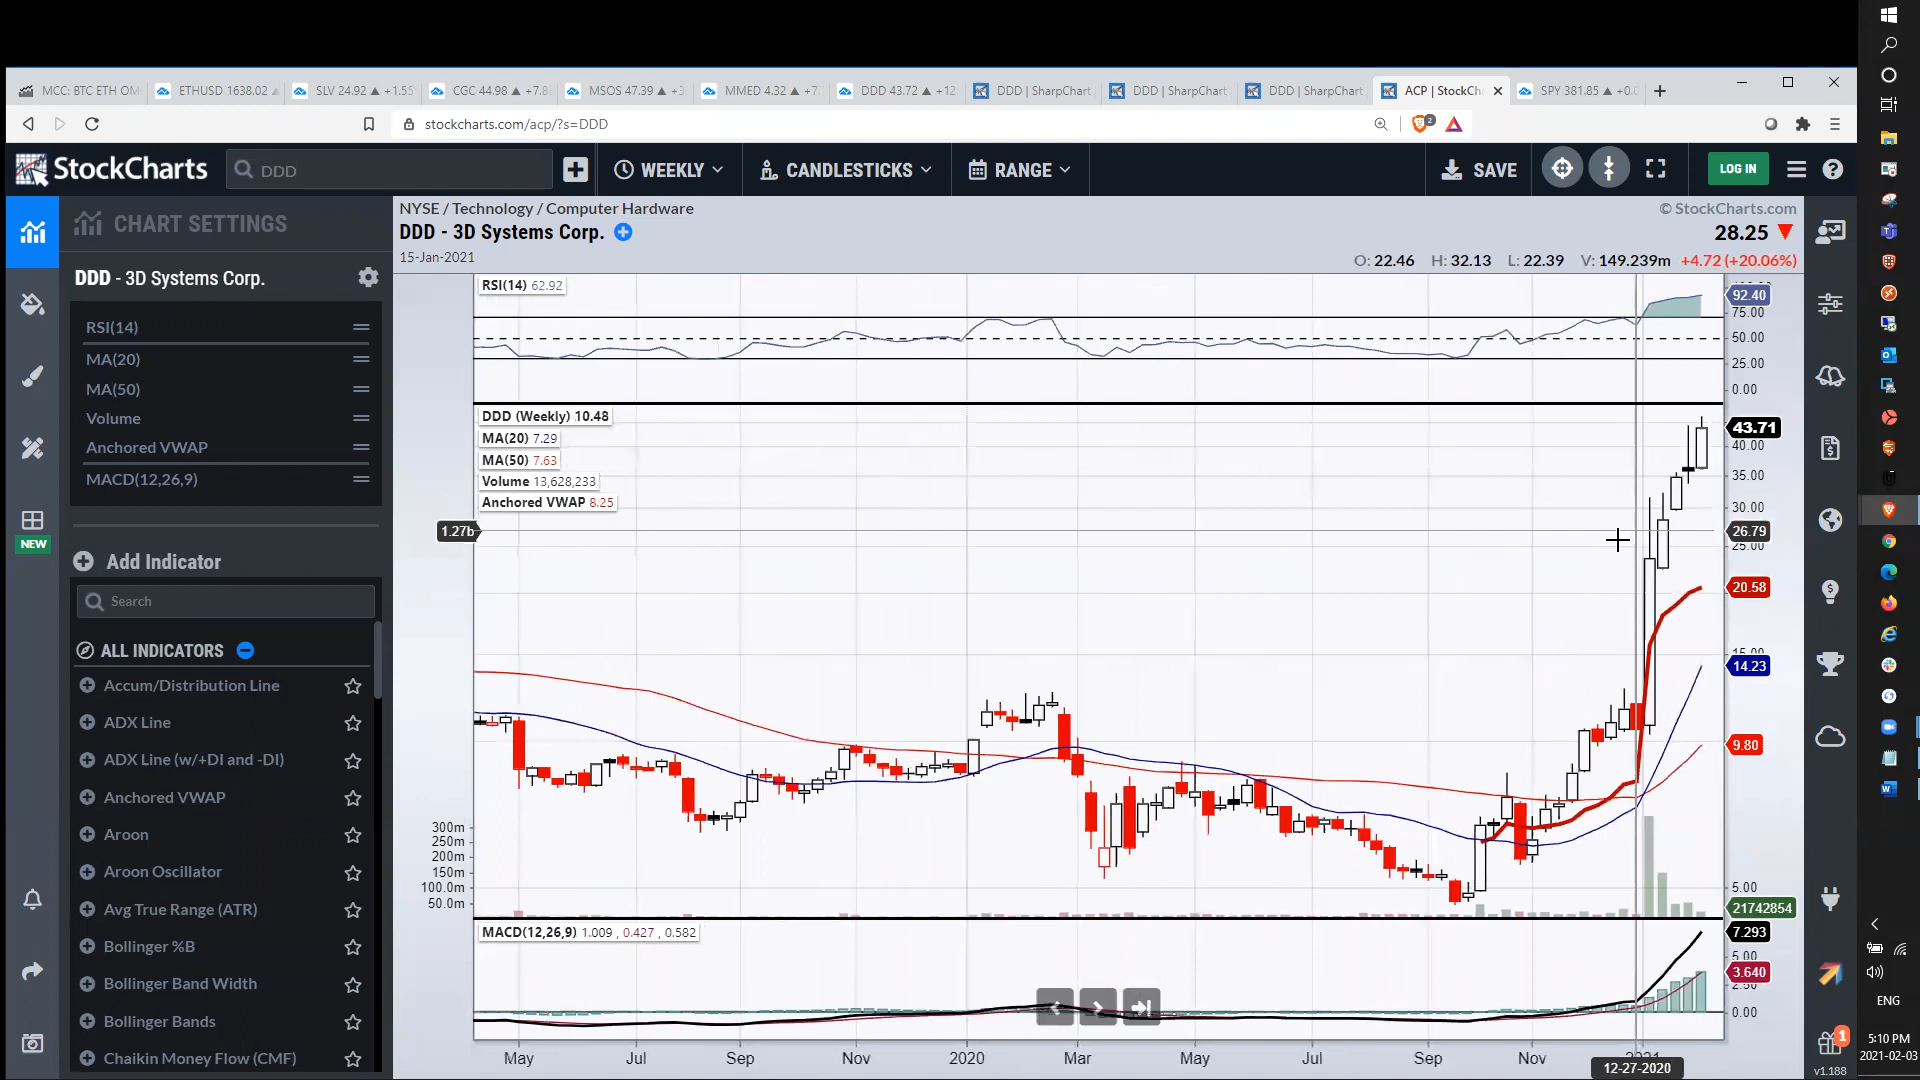 MCC: BTC ETH OM
ETHUSD 1638.02
SLV 24.92 ▲ +1.55
CGC 44.98 ▲ +7.8
MSOS 47.39 ▲ +3
MMED 4.32 ▲ +7.
DDD 43.72 ▲ +12
DDD | SharpChart
DDD | SharpChart
DDD | SharpChart
ACP | StockCha
SPY 381.85 ▲ +0.0
stockcharts.com/acp/?s=DDD
2
StockCharts
DDD
WEEKLY
CANDLESTICKS
RANGE
SAVE
LOG IN
CHART SETTINGS
DDD - 3D Systems Corp.
RSI(14)
MA(20)
MA(50)
Volume
Anchored VWAP
MACD(12,26,9)
NEW
Add Indicator
Search
ALL INDICATORS
Accum/Distribution Line
ADX Line
ADX Line (w/+DI and -DI)
Anchored VWAP
Aroon
Aroon Oscillator
Avg True Range (ATR)
Bollinger %B
Bollinger Band Width
Bollinger Bands
Chaikin Money Flow (CMF)
NYSE / Technology / Computer Hardware
© StockCharts.com
DDD - 3D Systems Corp.
28.25 ▼
15-Jan-2021
O: 22.46 H: 32.13 L: 22.39 V: 149.239m +4.72 (+20.06%)
RSI(14) 62.92
92.40
75.00
50.00
25.00
0.00
DDD (Weekly) 10.48
MA(20) 7.29
MA(50) 7.63
Volume 13,628,233
Anchored VWAP 8.25
43.71
40.00
35.00
30.00
1.27b
26.79
25.00
20.58
15.00
14.23
9.80
300m
250m
200m
150m
100.0m
50.0m
5.00
21742854
MACD(12,26,9) 1.009 , 0.427 , 0.582
7.293
5.00
3.640
2.50
0.00
May
Jul
Sep
Nov
2020
Mar
May
Jul
Sep
Nov
2021
12-27-2020
1
v1.188
ENG
5:10 PM
2021-02-03